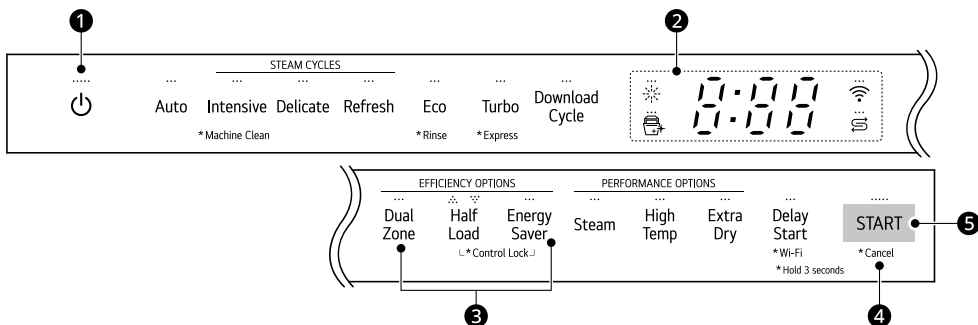 1
2
STEAM CYCLES
Auto Intensive Delicate Refresh Eco Turbo Download
Cycle
8:88
*Machine Clean *Rinse *Express
EFFICIENCY OPTIONS PERFORMANCE OPTIONS
Dual Half Energy Steam High Extra Delay START
Zone Load Saver Temp Dry Start
5
*Control Lock *Wi-Fi *Cancel
*Hold 3 seconds
3
4